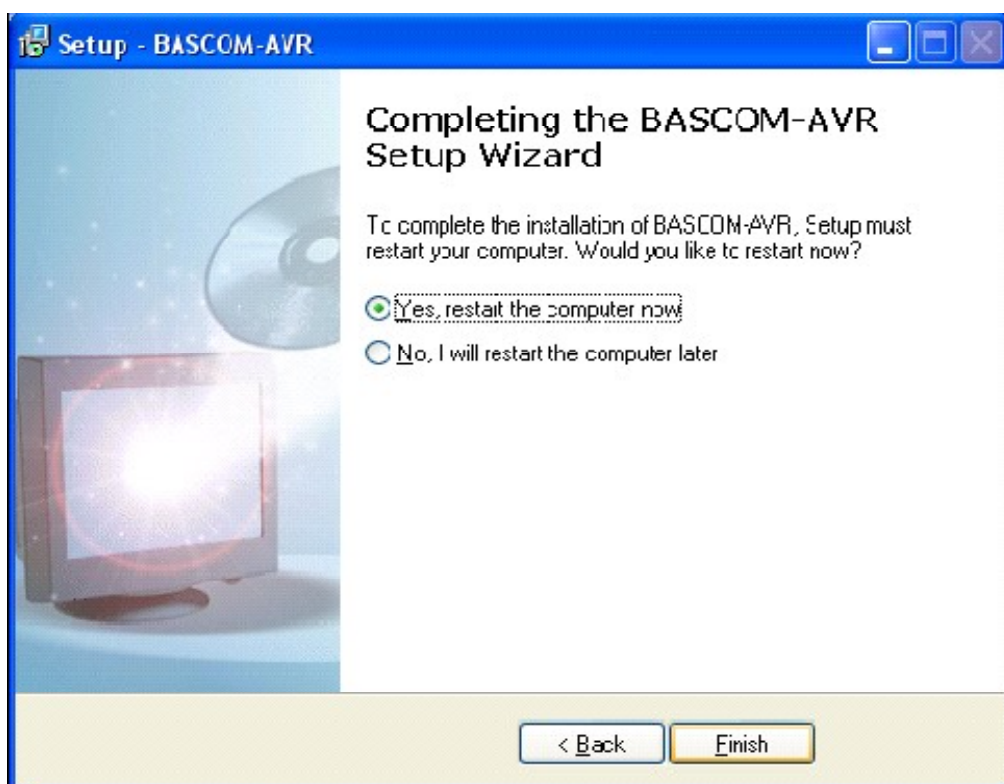 Setup - BASCOM-AVR
Completing the BASCOM-AVR
Setup Wizard
To complete the installation of BASCOM-AVR, Setup must
restart your computer. Would you like to restart now?
Yes, restart the computer now
No, I will restart the computer later
< Back
Finish